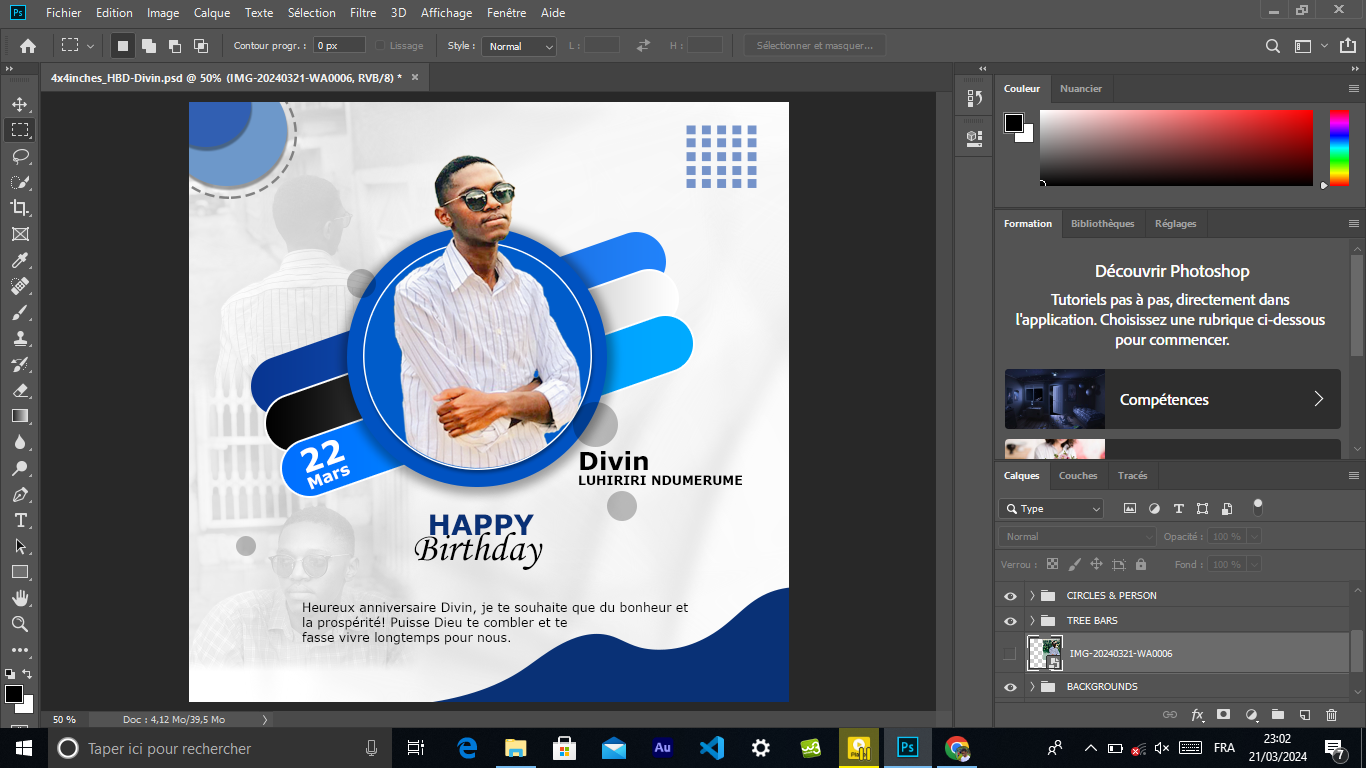 Ps Fichier Edition Image Calque Texte Sélection Filtre 3D Affichage Fenêtre Aide
Contour progr. : 0 px Lissage Style : Normal L : H : Sélectionner et masquer...
4x4inches_HBD-Divin.psd @ 50% (IMG-20240321-WA0006, RVB/8) * ×
Couleur Nuancier
22
Mars
Divin
LUHIRIRI NDUMERUME
HAPPY
Birthday
Heureux anniversaire Divin, je te souhaite que du bonheur et
la prospérité! Puisse Dieu te combler et te
fasse vivre longtemps pour nous.
Formation Bibliothèques Réglages
Découvrir Photoshop
Tutoriels pas à pas, directement dans
l'application. Choisissez une rubrique ci-dessous
pour commencer.
Compétences
Calques Couches Tracés
Type
Normal Opacité : 100 %
Verrou : Fond : 100 %
CIRCLES & PERSON
TREE BARS
IMG-20240321-WA0006
BACKGROUNDS
50 % Doc : 4,12 Mo/39,5 Mo
Taper ici pour rechercher
Au
Ps
FRA
23:02
21/03/2024
7